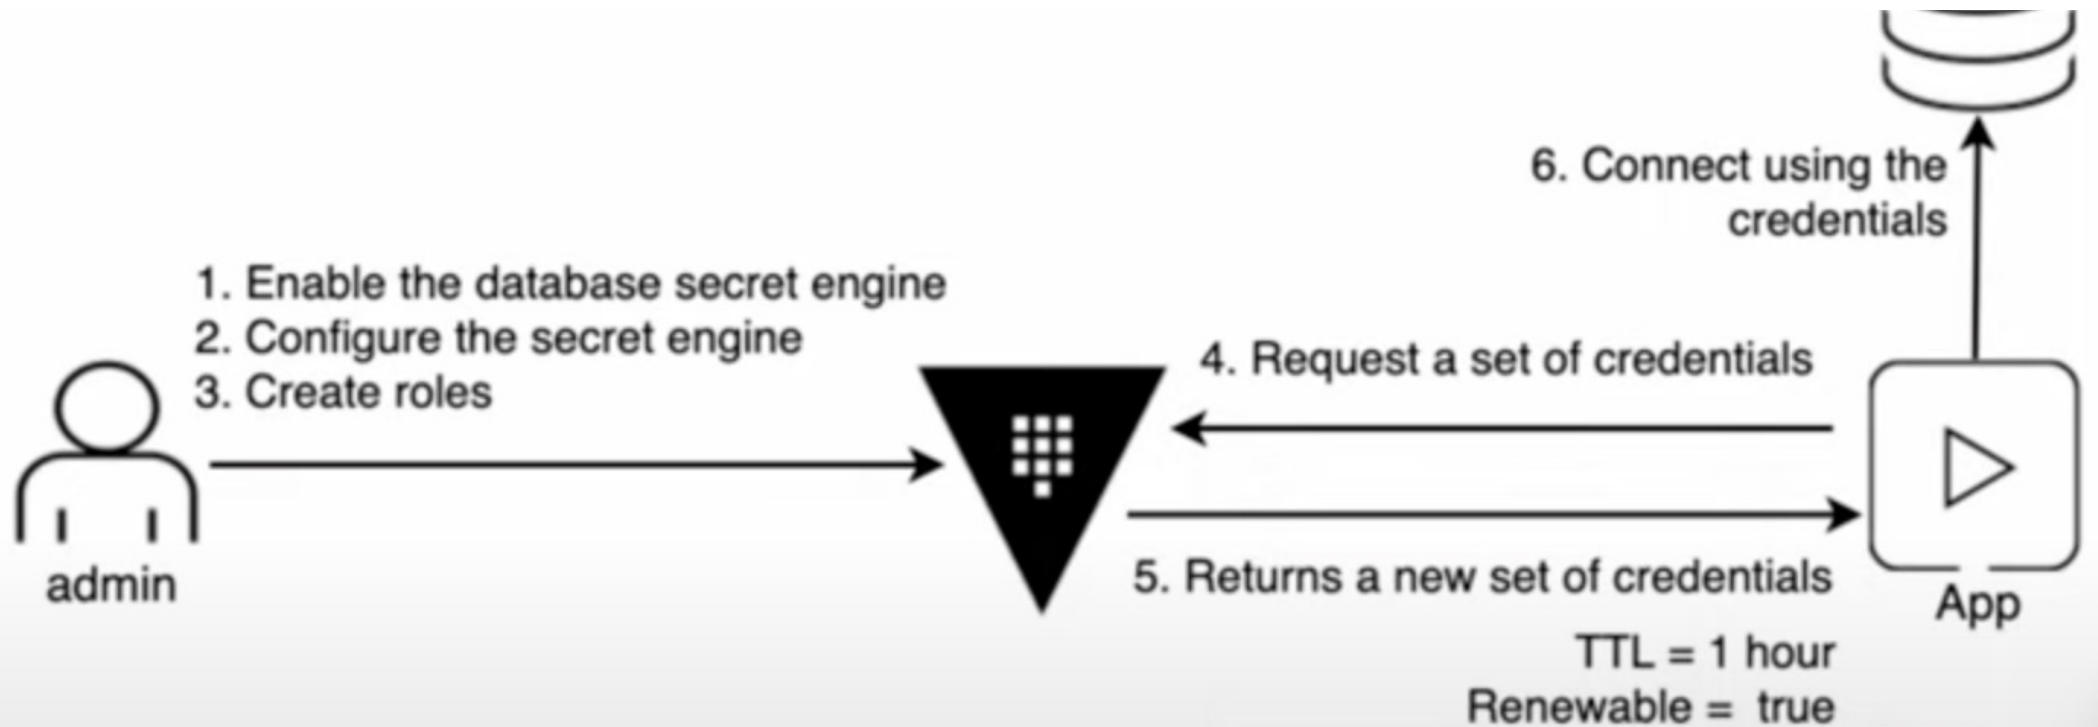 6. Connect using the
credentials
1. Enable the database secret engine
2. Configure the secret engine
3. Create roles
4. Request a set of credentials
5. Returns a new set of credentials
admin
App
TTL = 1 hour
Renewable = true